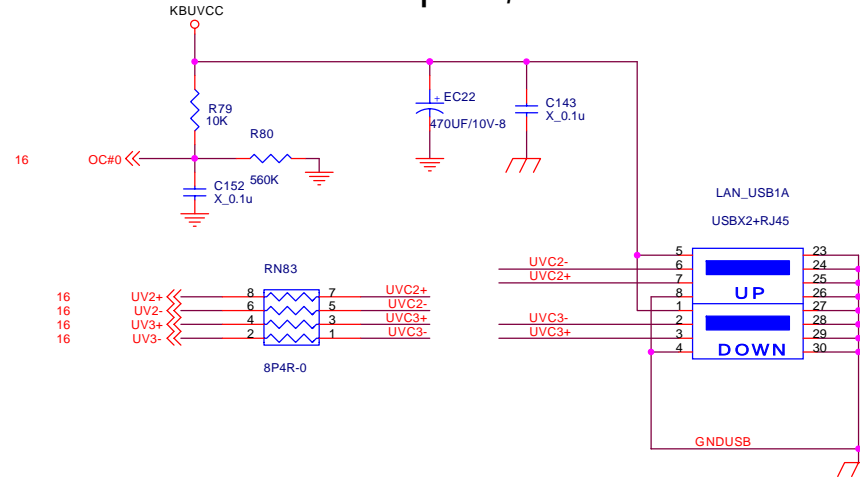 KBUVCC
R79
10K
EC22
+
470UF/10V-8
C143
X_0.1u
R80
16
OC#0
560K
C152
X_0.1u
LAN_USB1A
USBX2+RJ45
5
23
UVC2-
6
24
UVC2+
7
25
RN83
UP
16
UV2+
8
7
UVC2+
8
26
16
UV2-
6
5
UVC2-
1
27
16
UV3+
4
3
UVC3+
UVC3-
2
28
16
UV3-
2
1
UVC3-
UVC3+
3
29
DOWN
4
30
8P4R-0
GNDUSB